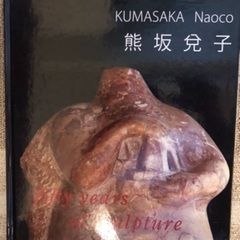 KUMASAKA Naoco
熊坂兌子
fifty years
of sculpture